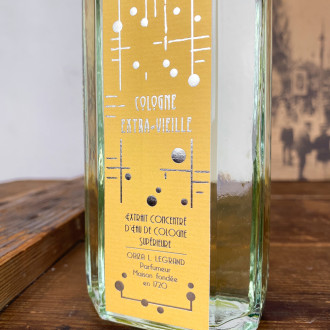 COLOGNE
EXTRA-VIEILLE
EXTRAIT CONCENTRÉ
D'EAU DE COLOGNE
SUPÉRIEURE
ORIZA L. LEGRAND
Parfumeur
Maison fondée
en 1720